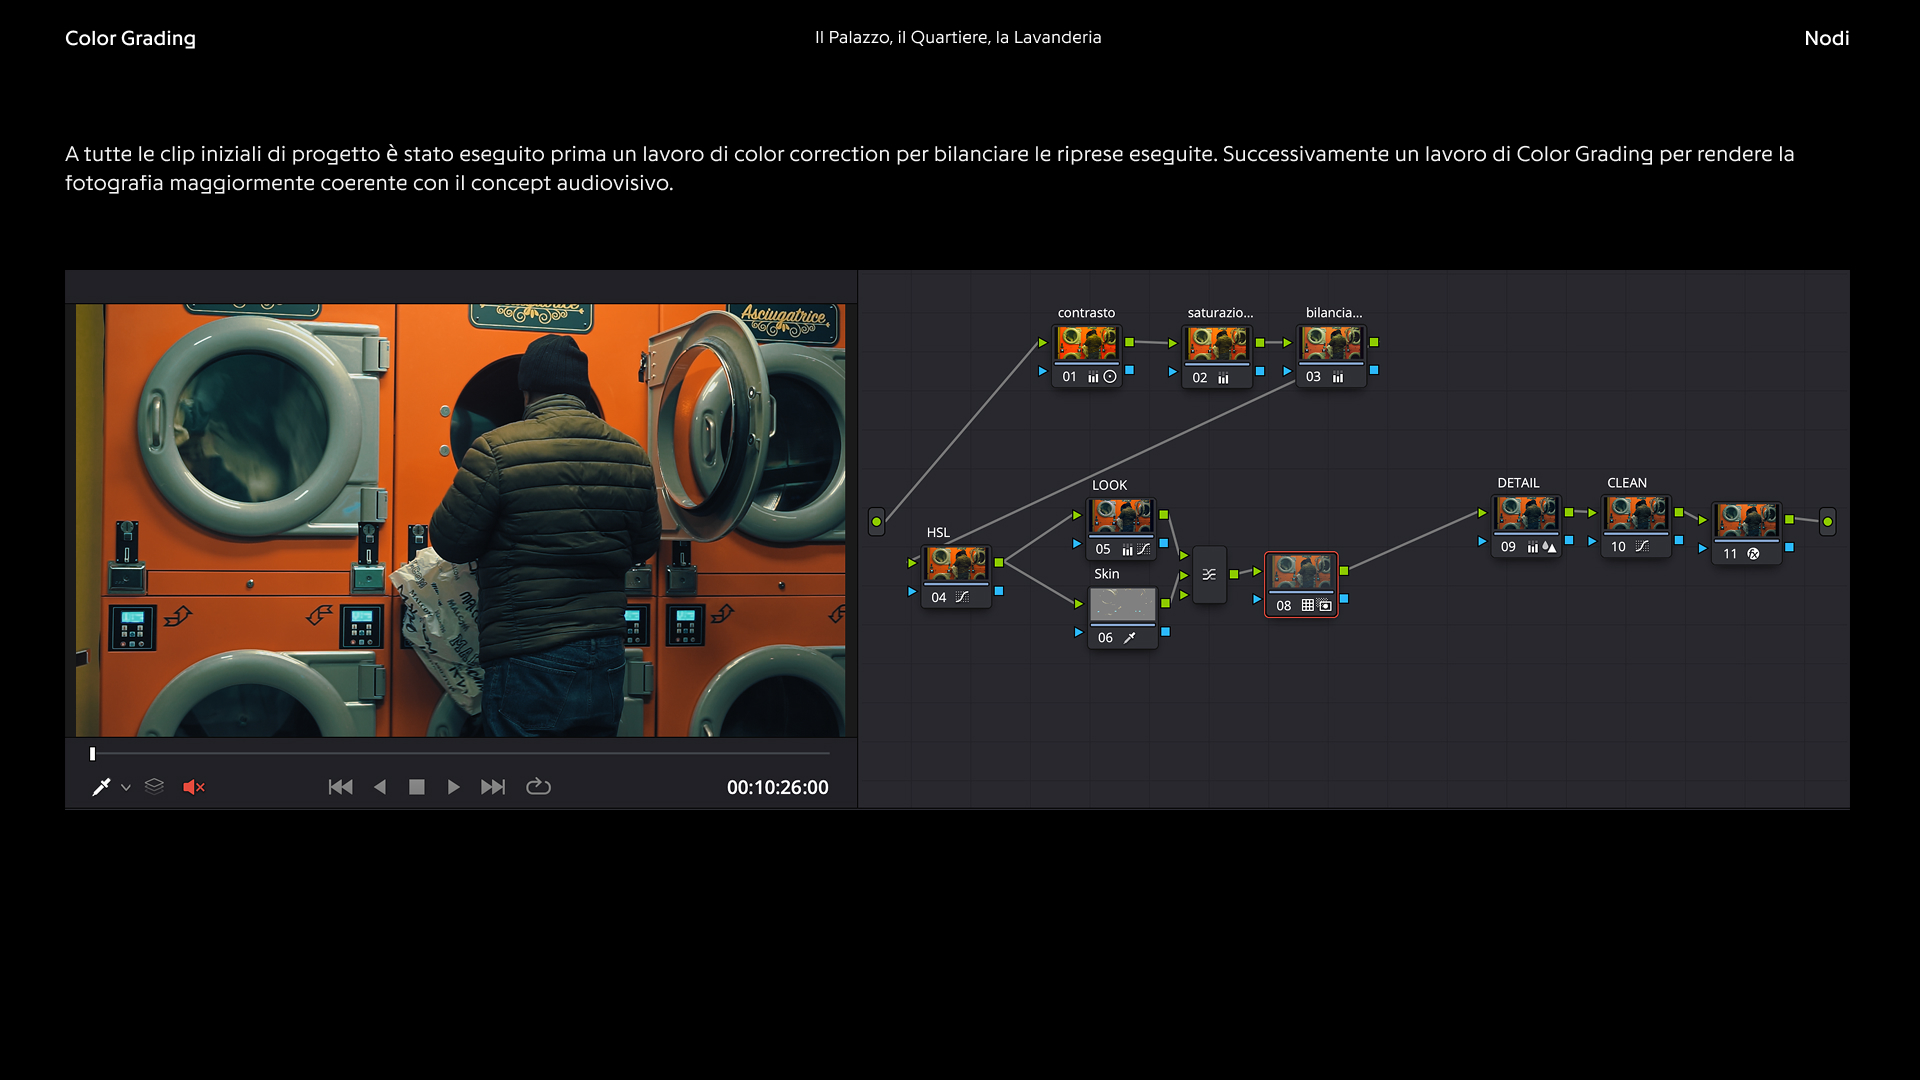 Color Grading
Il Palazzo, il Quartiere, la Lavanderia
Nodi
A tutte le clip iniziali di progetto è stato eseguito prima un lavoro di color correction per bilanciare le riprese eseguite. Successivamente un lavoro di Color Grading per rendere la
fotografia maggiormente coerente con il concept audiovisivo.
Asciugatrice
contrasto
saturazio...
bilancia...
01
02
03
LOOK
HSL
05
Skin
04
06
08
DETAIL
CLEAN
09
10
11
00:10:26:00